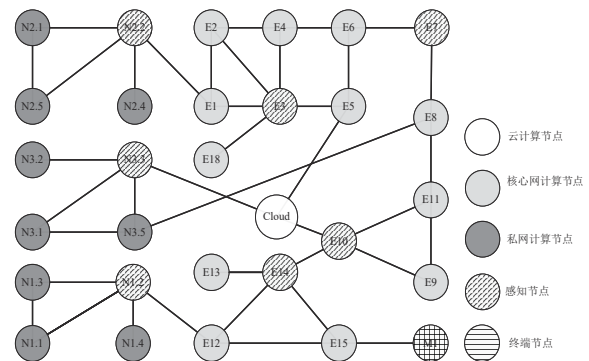 N2.1 N2.2 E2 E4 E6 E7
N2.5 N2.4 E1 E3 E5 E8
云计算节点
N3.2 N3.3 E18
核心网计算节点
E11
Cloud
N3.1 N3.5 E10
私网计算节点
N1.3 N1.2 E13 E14 E9
感知节点
N1.1 N1.4 E12 E15 M1
终端节点